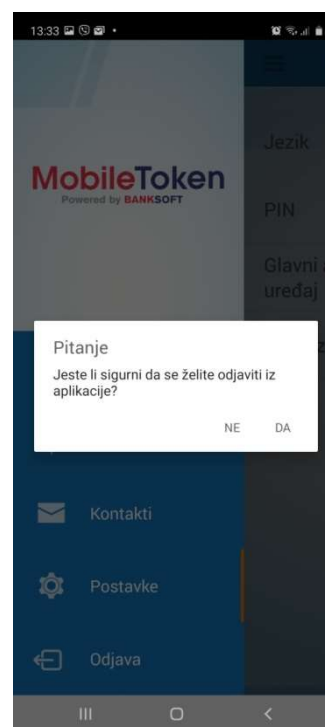 13:33
Jezik
MobileToken
Powered by BANKSOFT
PIN
Glavni
uređaj
Pitanje
Jeste li sigurni da se želite odjaviti iz
aplikacije?
NE DA
Kontakti
Postavke
Odjava